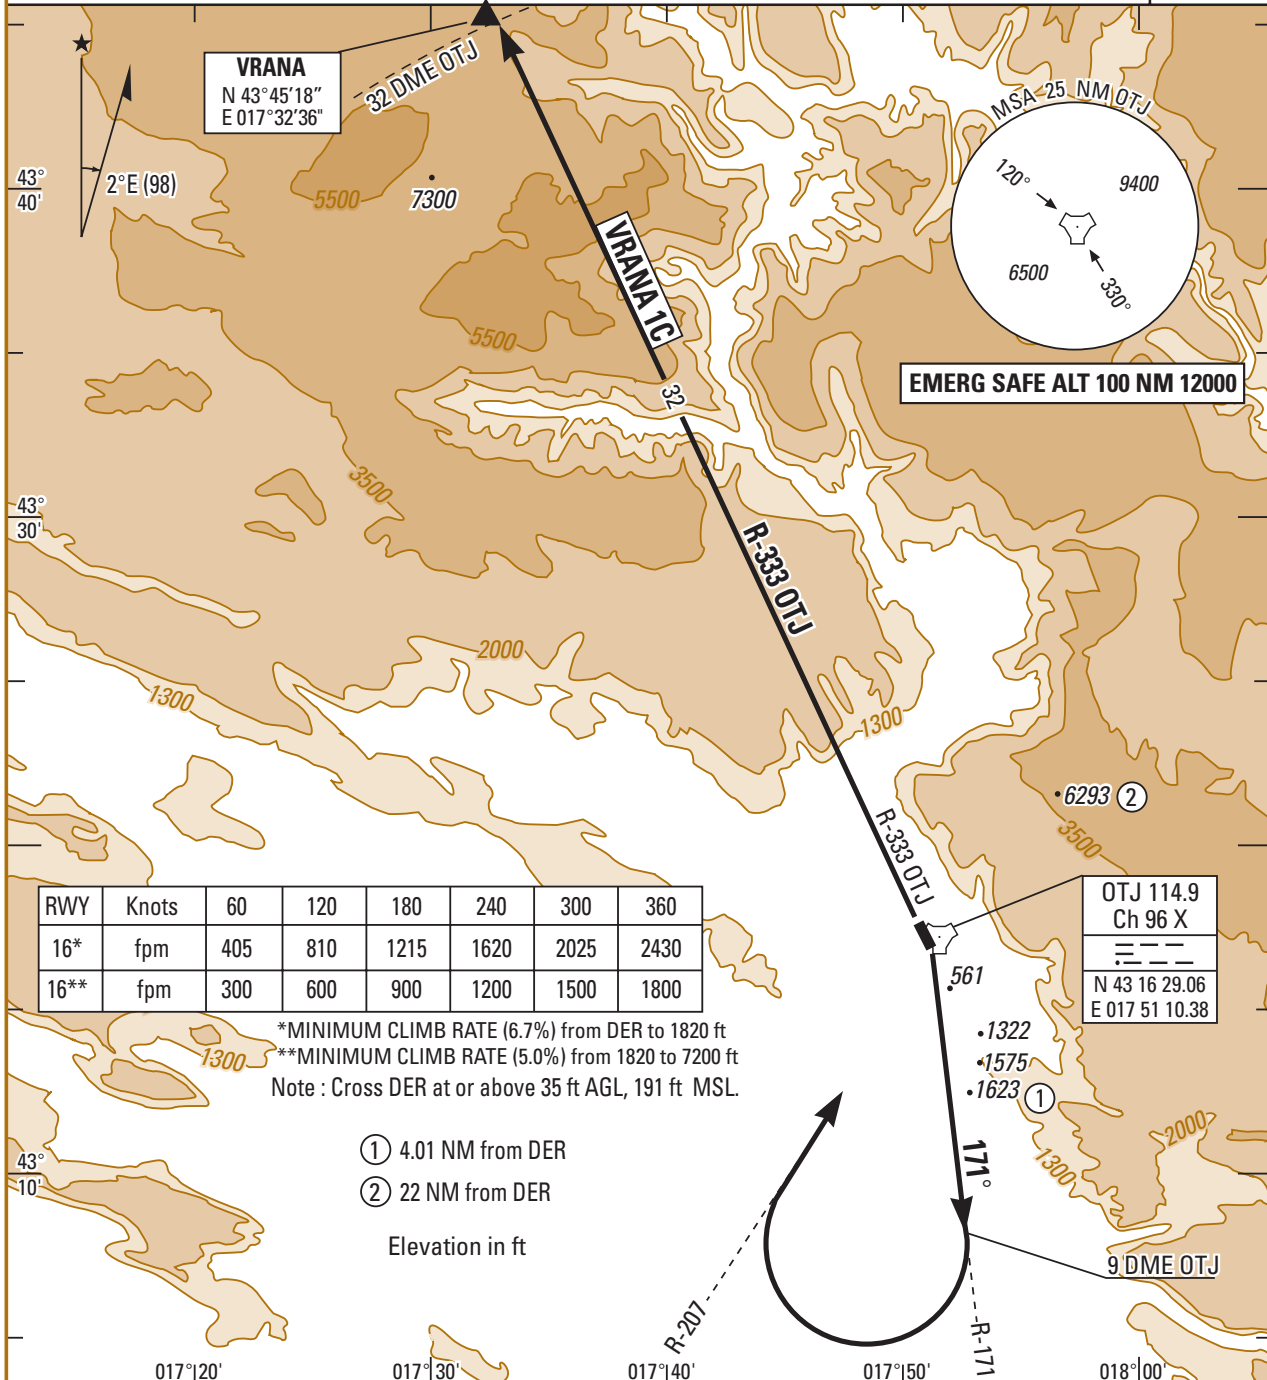 VRANA
N 43°45'18"
E 017°32'36"
32 DME OTJ
2°E (98)
43°
40'
5500
7300
VRANA 1C
5500
32
MSA 25 NM OTJ
120°
9400
6500
330°
EMERG SAFE ALT 100 NM 12000
3500
43°
30'
R-333 OTJ
2000
1300
1300
6293 2
3500
R-333 OTJ
OTJ 114.9
Ch 96 X
N 43 16 29.06
E 017 51 10.38
RWY Knots 60 120 180 240 300 360
16* fpm 405 810 1215 1620 2025 2430
16** fpm 300 600 900 1200 1500 1800
561
1322
1575
1623 1
*MINIMUM CLIMB RATE (6.7%) from DER to 1820 ft
**MINIMUM CLIMB RATE (5.0%) from 1820 to 7200 ft
Note : Cross DER at or above 35 ft AGL, 191 ft MSL.
1300
1 4.01 NM from DER
2 22 NM from DER
Elevation in ft
43°
10'
171°
2000
1300
9 DME OTJ
R-207
R-171
017°20'
017°30'
017°40'
017°50'
018°00'